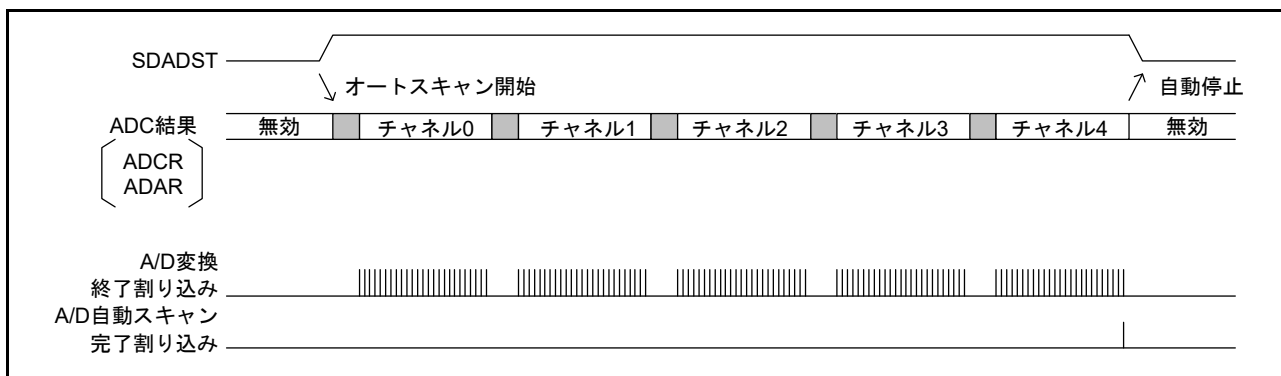 SDADST
オートスキャン開始
自動停止
ADC結果
無効
チャネル0
チャネル1
チャネル2
チャネル3
チャネル4
無効
ADCR
ADAR
A/D変換
終了割り込み
A/D自動スキャン
完了割り込み